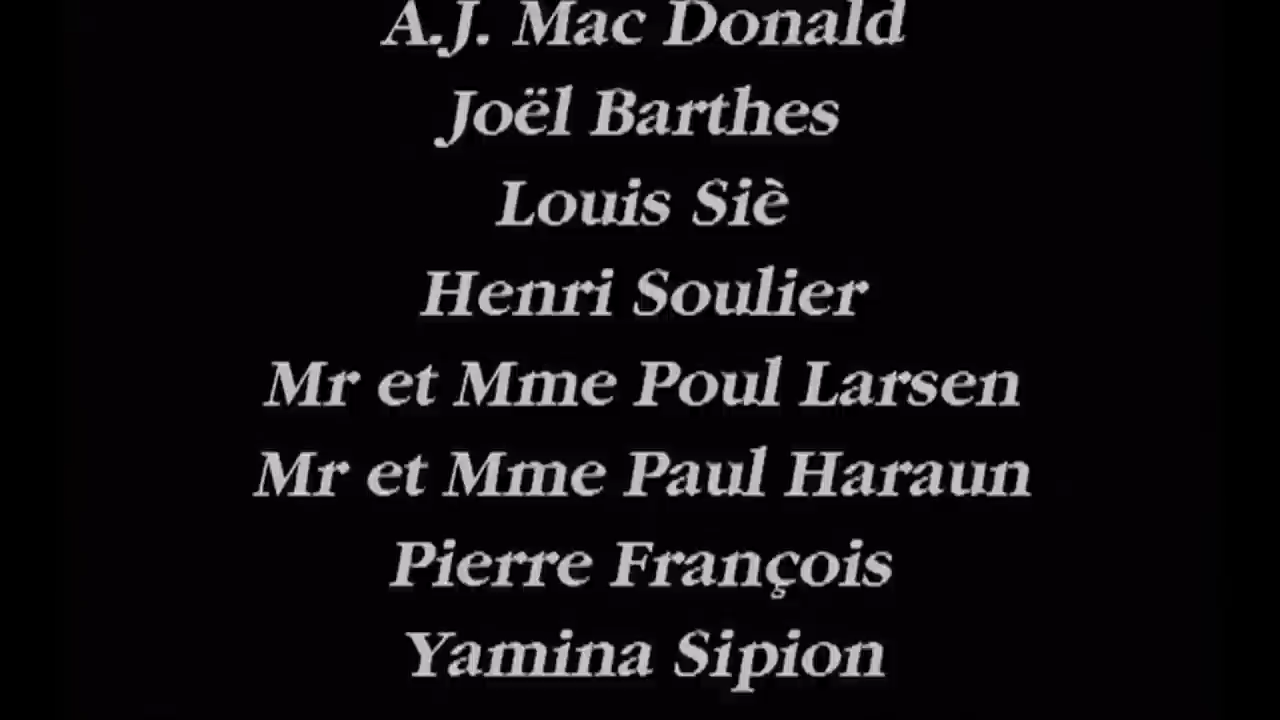 A.J. Mac Donald
Joël Barthes
Louis Siè
Henri Soulier
Mr et Mme Poul Larsen
Mr et Mme Paul Haraun
Pierre François
Yamina Sipion